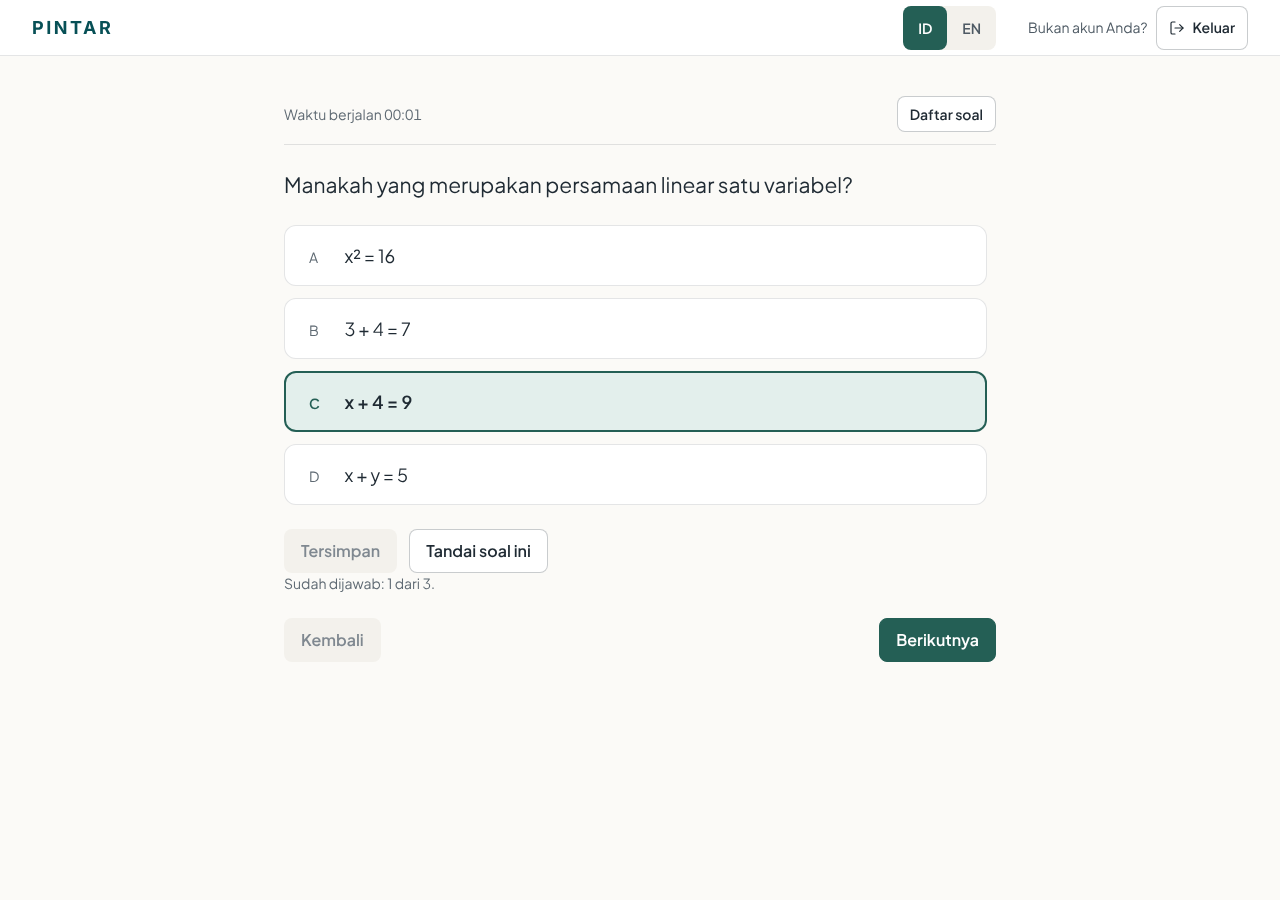 PINTAR
ID EN Bukan akun Anda? Keluar
Waktu berjalan 00:01 Daftar soal
Manakah yang merupakan persamaan linear satu variabel?
A x² = 16
B 3 + 4 = 7
C x + 4 = 9
D x + y = 5
Tersimpan Tandai soal ini
Sudah dijawab: 1 dari 3.
Kembali Berikutnya